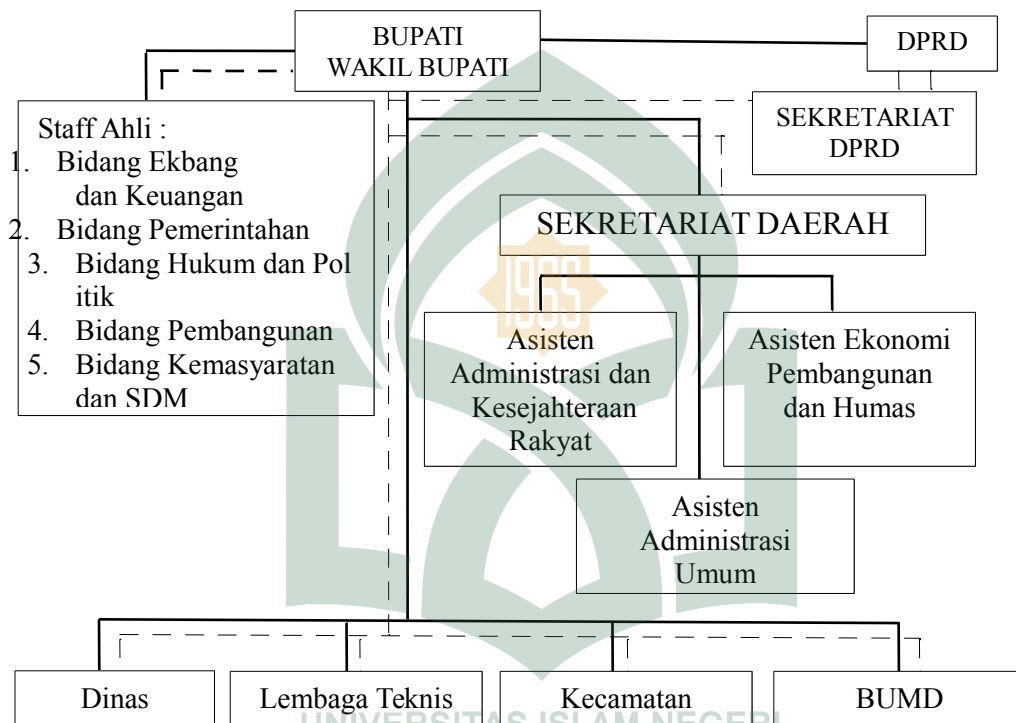 BUPATI
WAKIL BUPATI
DPRD
SEKRETARIAT
DPRD
Staff Ahli :
1. Bidang Ekbang
dan Keuangan
2. Bidang Pemerintahan
3. Bidang Hukum dan Pol
itik
4. Bidang Pembangunan
5. Bidang Kemasyaratan
dan SDM
SEKRETARIAT DAERAH
1965
Asisten
Administrasi dan
Kesejahteraan
Rakyat
Asisten Ekonomi
Pembangunan
dan Humas
Asisten
Administrasi
Umum
Dinas
Lembaga Teknis
Kecamatan
BUMD
UNIVERSITAS ISLAM NEGERI